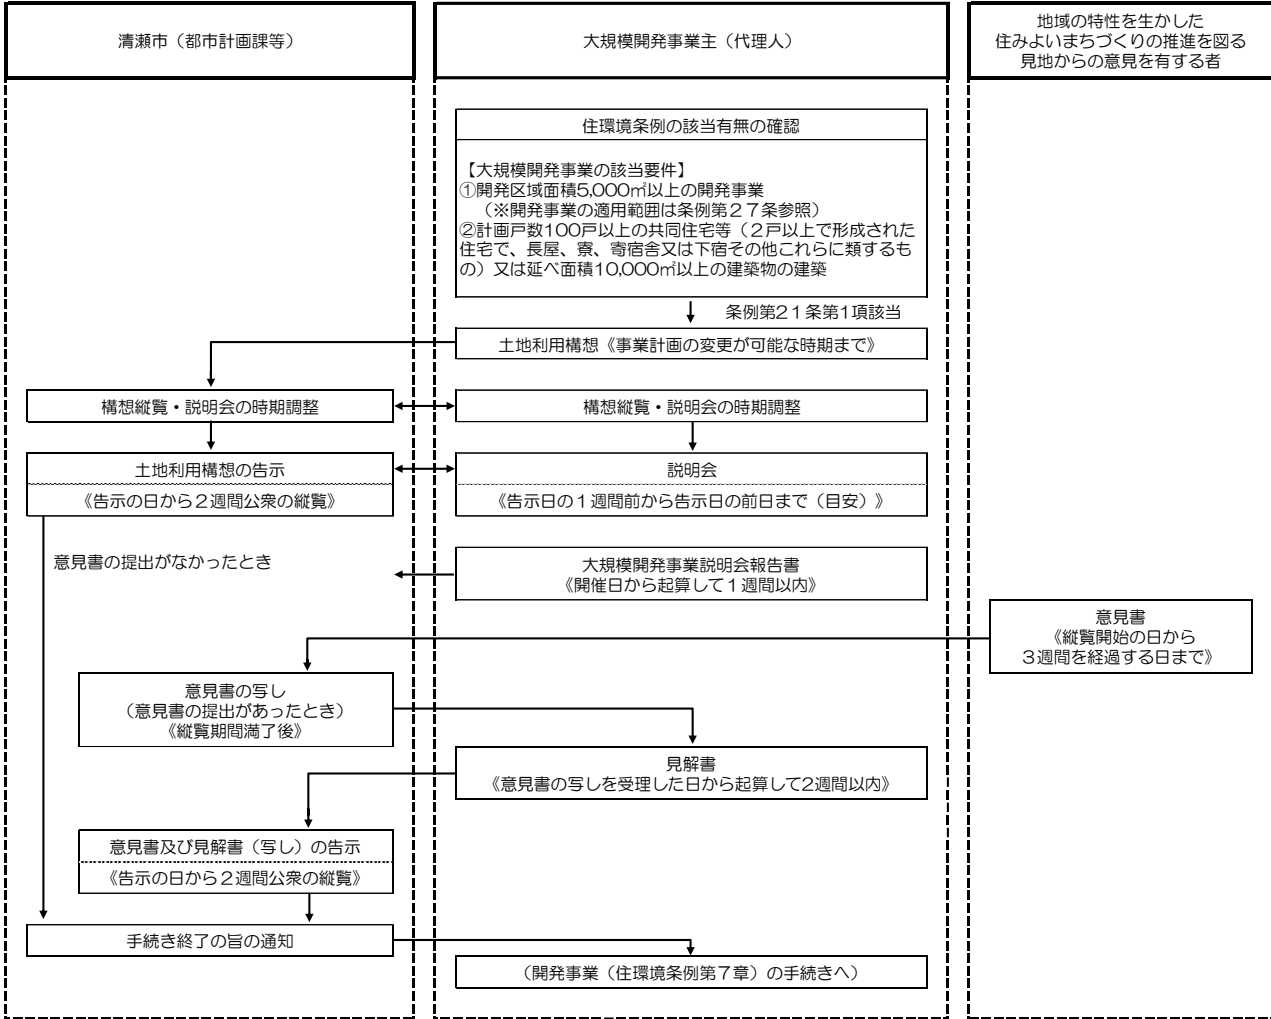 清瀬市（都市計画課等）
大規模開発事業主（代理人）
地域の特性を生かした
住みよいまちづくりの推進を図る
見地からの意見を有する者
住環境条例の該当有無の確認
【大規模開発事業の該当要件】
①開発区域面積5,000㎡以上の開発事業
（※開発事業の適用範囲は条例第２７条参照）
②計画戸数100戸以上の共同住宅等（２戸以上で形成された
住宅で、長屋、寮、寄宿舎又は下宿その他これらに類するも
の）又は延べ面積10,000㎡以上の建築物の建築
条例第２１条第1項該当
土地利用構想《事業計画の変更が可能な時期まで》
構想縦覧・説明会の時期調整
構想縦覧・説明会の時期調整
土地利用構想の告示
《告示の日から２週間公衆の縦覧》
説明会
《告示日の１週間前から告示日の前日まで（目安）》
意見書の提出がなかったとき
大規模開発事業説明会報告書
《開催日から起算して１週間以内》
意見書
《縦覧開始の日から
３週間を経過する日まで》
意見書の写し
（意見書の提出があったとき）
《縦覧期間満了後》
見解書
《意見書の写しを受理した日から起算して2週間以内》
意見書及び見解書（写し）の告示
《告示の日から２週間公衆の縦覧》
手続き終了の旨の通知
（開発事業（住環境条例第７章）の手続きへ）